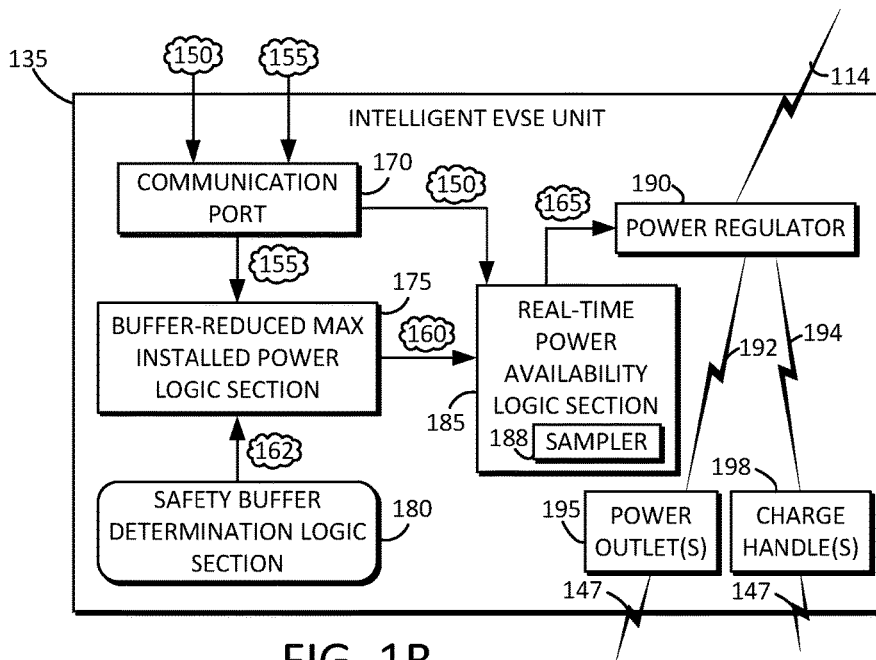 150
155
135
114
INTELLIGENT EVSE UNIT
COMMUNICATION
PORT
170
150
190
165
POWER REGULATOR
155
175
BUFFER-REDUCED MAX
INSTALLED POWER
LOGIC SECTION
160
REAL-TIME
POWER
AVAILABILITY
LOGIC SECTION
185
188
SAMPLER
192
194
162
SAFETY BUFFER
DETERMINATION LOGIC
SECTION
180
195
POWER
OUTLET(S)
198
CHARGE
HANDLE(S)
147
147
FIG. 1B